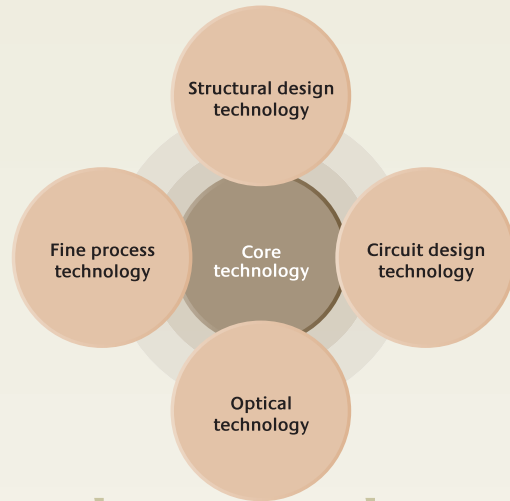 Structural design
technology
Fine process
technology
Core
technology
Circuit design
technology
Optical
technology